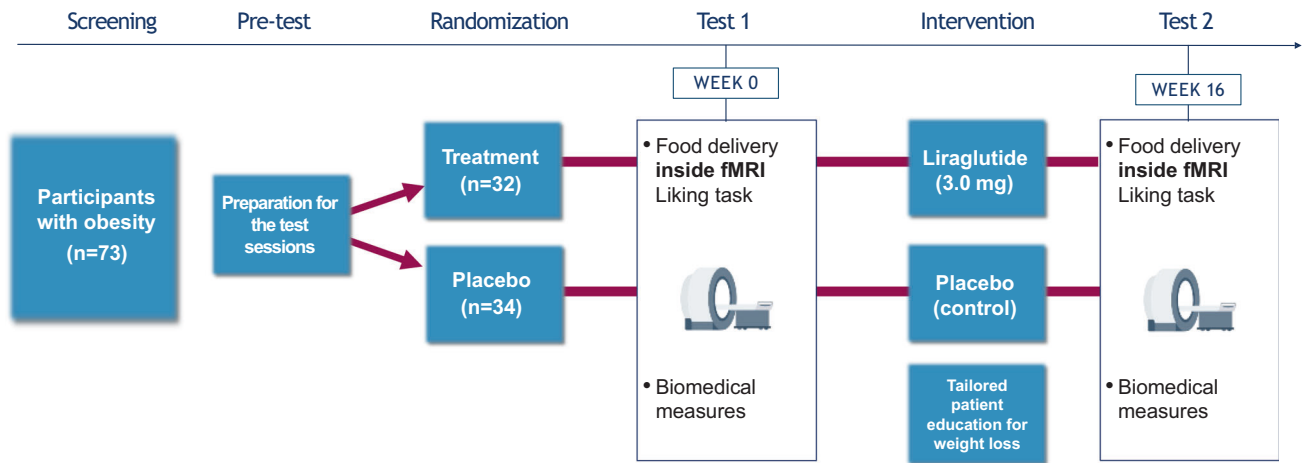 Screening
Pre-test
Randomization
Test 1
Intervention
Test 2
WEEK 0
WEEK 16
Participants
with obesity
(n=73)
Preparation for
the test
sessions
Treatment
(n=32)
Placebo
(n=34)
• Food delivery
inside fMRI
Liking task
• Biomedical
measures
Liraglutide
(3.0 mg)
Placebo
(control)
Tailored
patient
education for
weight loss
• Food delivery
inside fMRI
Liking task
• Biomedical
measures